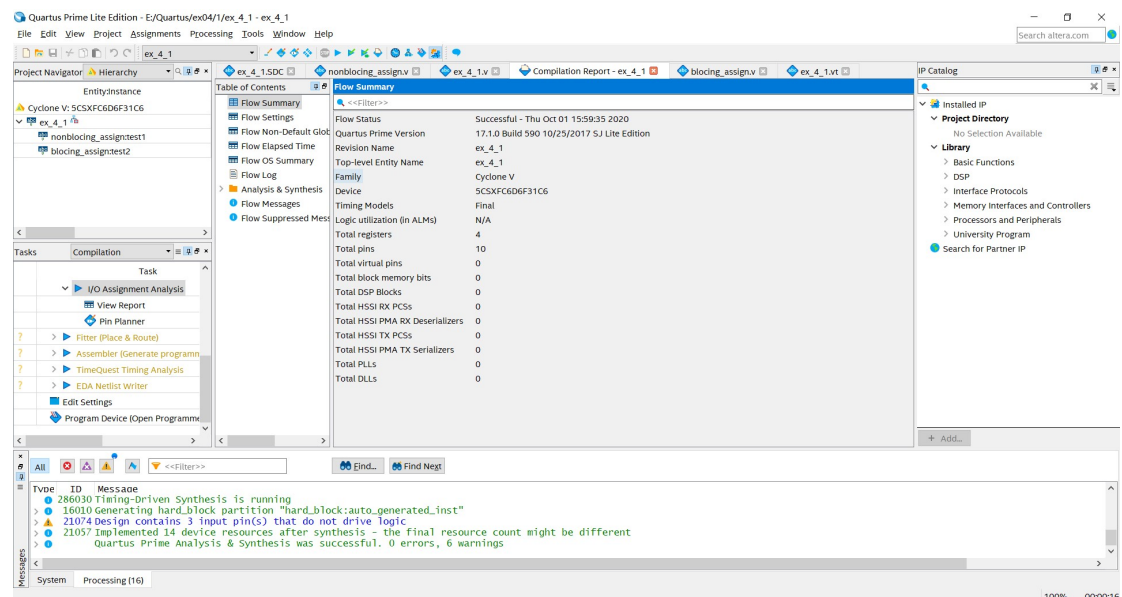 Quartus Prime Lite Edition - E:/Quartus/ex04/1/ex_4_1 - ex_4_1
File Edit View Project Assignments Processing Tools Window Help
Search altera.com
ex_4_1
Project Navigator Hierarchy
Entity:Instance
Cyclone V: 5CSXFC6D6F31C6
ex_4_1
nonblocing_assign:test1
blocing_assign:test2
Tasks Compilation
Task
I/O Assignment Analysis
View Report
Pin Planner
? Fitter (Place & Route)
? Assembler (Generate programn
? TimeQuest Timing Analysis
? EDA Netlist Writer
Edit Settings
Program Device (Open Programme
ex_4_1.SDC nonblocing_assign.v ex_4_1.v Compilation Report - ex_4_1 blocing_assign.v ex_4_1.vt
Table of Contents
Flow Summary
Flow Settings
Flow Non-Default Glob
Flow Elapsed Time
Flow OS Summary
Flow Log
Analysis & Synthesis
Flow Messages
Flow Suppressed Mess
Flow Summary
<<Filter>>
Flow Status Successful - Thu Oct 01 15:59:35 2020
Quartus Prime Version 17.1.0 Build 590 10/25/2017 SJ Lite Edition
Revision Name ex_4_1
Top-level Entity Name ex_4_1
Family Cyclone V
Device 5CSXFC6D6F31C6
Timing Models Final
Logic utilization (in ALMs) N/A
Total registers 4
Total pins 10
Total virtual pins 0
Total block memory bits 0
Total DSP Blocks 0
Total HSSI RX PCSs 0
Total HSSI PMA RX Deserializers 0
Total HSSI TX PCSs 0
Total HSSI PMA TX Serializers 0
Total PLLs 0
Total DLLs 0
IP Catalog
Installed IP
Project Directory
No Selection Available
Library
Basic Functions
DSP
Interface Protocols
Memory Interfaces and Controllers
Processors and Peripherals
University Program
Search for Partner IP
+ Add...
All <<Filter>> Find... Find Next
Type ID Message
286030 Timing-Driven Synthesis is running
16010 Generating hard_block partition "hard_block:auto_generated_inst"
21074 Design contains 3 input pin(s) that do not drive logic
21057 Implemented 14 device resources after synthesis - the final resource count might be different
Quartus Prime Analysis & Synthesis was successful. 0 errors, 6 warnings
Messages
System Processing (16)
100% 00:00:16